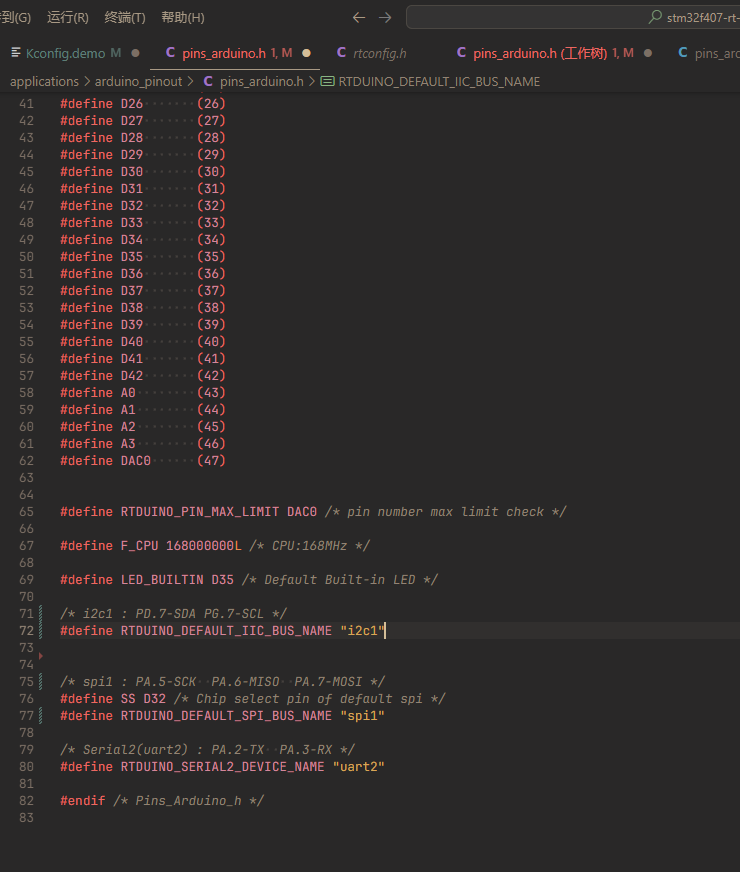 到(G) 运行(R) 终端(T) 帮助(H) stm32f407-rt-
Kconfig.demo M pins_arduino.h 1, M rtconfig.h pins_arduino.h (工作树) 1, M pins_ard
applications > arduino_pinout > C pins_arduino.h > RTDUINO_DEFAULT_IIC_BUS_NAME
41 #define D26 (26)
42 #define D27 (27)
43 #define D28 (28)
44 #define D29 (29)
45 #define D30 (30)
46 #define D31 (31)
47 #define D32 (32)
48 #define D33 (33)
49 #define D34 (34)
50 #define D35 (35)
51 #define D36 (36)
52 #define D37 (37)
53 #define D38 (38)
54 #define D39 (39)
55 #define D40 (40)
56 #define D41 (41)
57 #define D42 (42)
58 #define A0 (43)
59 #define A1 (44)
60 #define A2 (45)
61 #define A3 (46)
62 #define DAC0 (47)
63
64
65 #define RTDUINO_PIN_MAX_LIMIT DAC0 /* pin number max limit check */
66
67 #define F_CPU 168000000L /* CPU:168MHz */
68
69 #define LED_BUILTIN D35 /* Default Built-in LED */
70
71 /* i2c1 : PD.7-SDA PG.7-SCL */
72 #define RTDUINO_DEFAULT_IIC_BUS_NAME "i2c1"
73
74
75 /* spi1 : PA.5-SCK PA.6-MISO PA.7-MOSI */
76 #define SS D32 /* Chip select pin of default spi */
77 #define RTDUINO_DEFAULT_SPI_BUS_NAME "spi1"
78
79 /* Serial2(uart2) : PA.2-TX PA.3-RX */
80 #define RTDUINO_SERIAL2_DEVICE_NAME "uart2"
81
82 #endif /* Pins_Arduino_h */
83